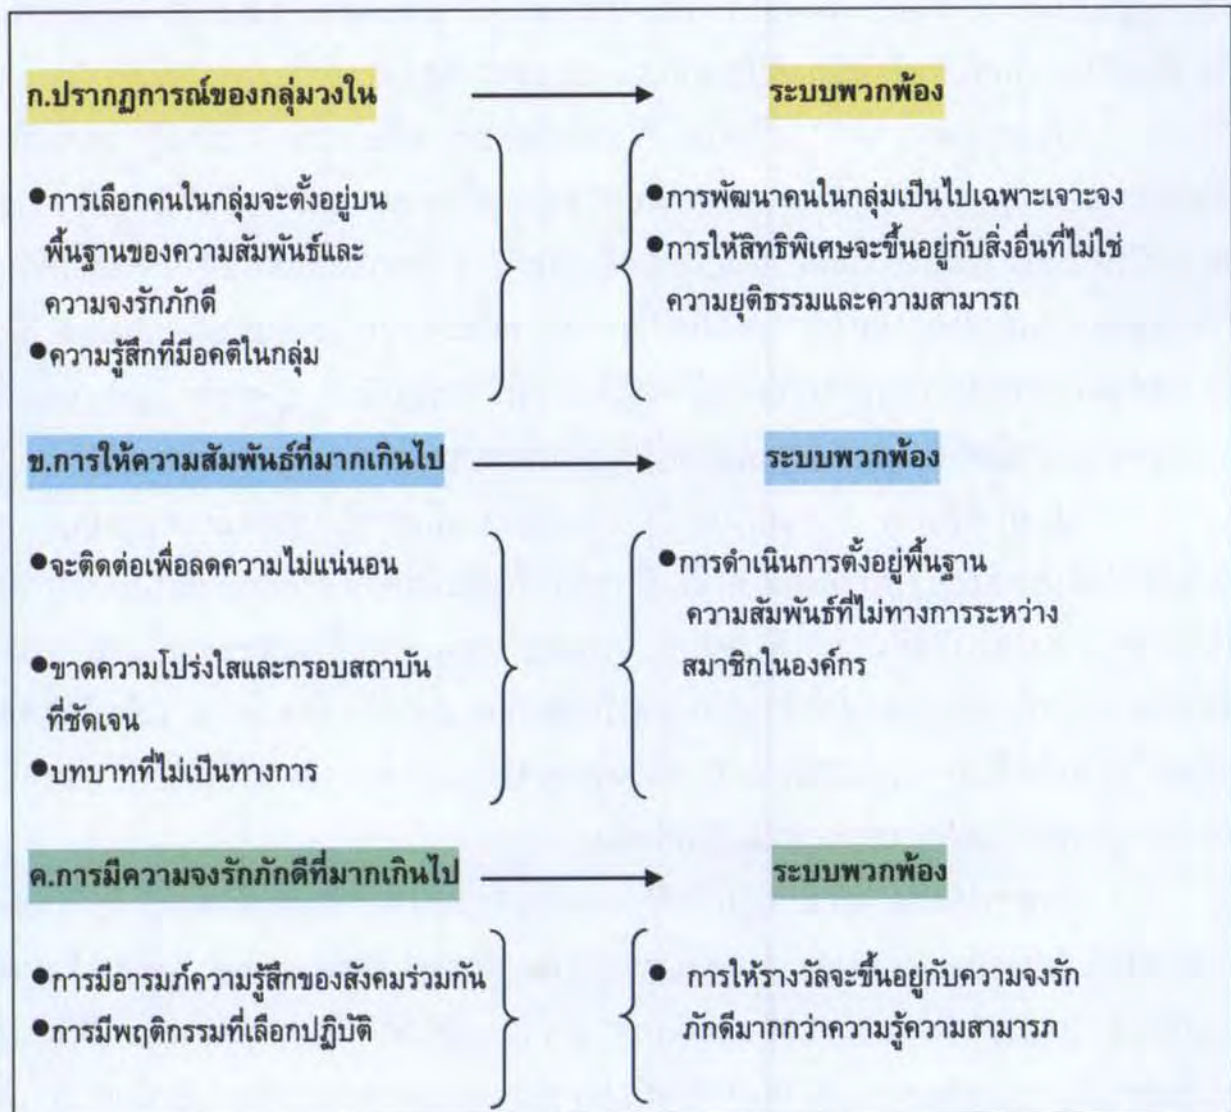 ก.ปรากฏการณ์ของกลุ่มวงใน
ระบบพวกพ้อง
●การเลือกคนในกลุ่มจะตั้งอยู่บน
พื้นฐานของความสัมพันธ์และ
ความจงรักภักดี
●ความรู้สึกที่มีอคติในกลุ่ม
●การพัฒนาคนในกลุ่มเป็นไปเฉพาะเจาะจง
●การให้สิทธิพิเศษจะขึ้นอยู่กับสิ่งอื่นที่ไม่ใช่
ความยุติธรรมและความสามารถ
ข.การให้ความสัมพันธ์ที่มากเกินไป
ระบบพวกพ้อง
●จะติดต่อเพื่อลดความไม่แน่นอน
●ขาดความโปร่งใสและกรอบสถาบัน
ที่ชัดเจน
●บทบาทที่ไม่เป็นทางการ
●การดำเนินการตั้งอยู่พื้นฐาน
ความสัมพันธ์ที่ไม่ทางการระหว่าง
สมาชิกในองค์กร
ค.การมีความจงรักภักดีที่มากเกินไป
ระบบพวกพ้อง
●การมีอารมภ์ความรู้สึกของสังคมร่วมกัน
●การมีพฤติกรรมที่เลือกปฏิบัติ
● การให้รางวัลจะขึ้นอยู่กับความจงรัก
ภักดีมากกว่าความรู้ความสามารภ